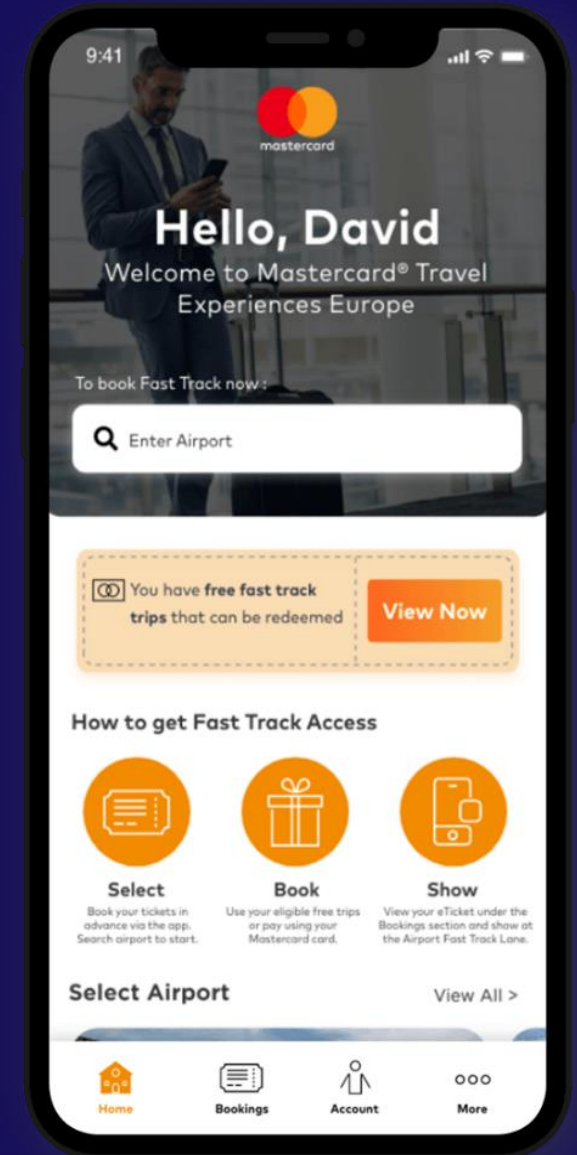 9:41
mastercard
Hello, David
Welcome to Mastercard® Travel
Experiences Europe
To book Fast Track now :
Enter Airport
You have free fast track
trips that can be redeemed
View Now
How to get Fast Track Access
Select
Book your tickets in
advance via the app.
Search airport to start.
Book
Use your eligible free trips
or pay using your
Mastercard card.
Show
View your eTicket under the
Bookings section and show at
the Airport Fast Track Lane.
Select Airport
View All >
Home
Bookings
Account
More